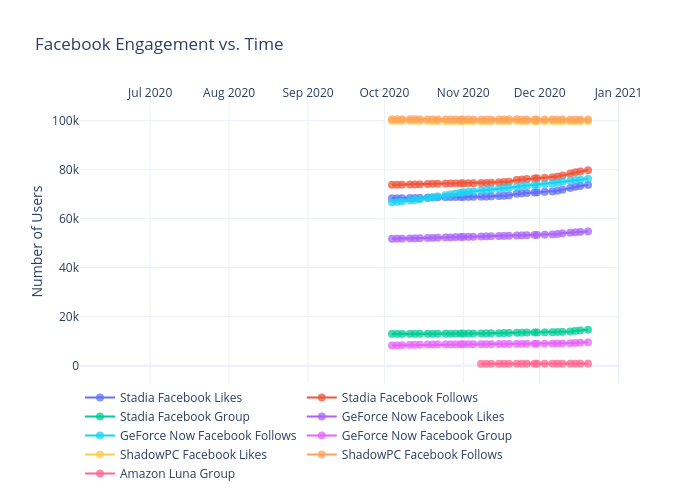 Facebook Engagement vs. Time
Jul 2020 Aug 2020 Sep 2020 Oct 2020 Nov 2020 Dec 2020 Jan 2021
100k
80k
60k
40k
20k
0
Number of Users
Stadia Facebook Likes Stadia Facebook Follows
Stadia Facebook Group GeForce Now Facebook Likes
GeForce Now Facebook Follows GeForce Now Facebook Group
ShadowPC Facebook Likes ShadowPC Facebook Follows
Amazon Luna Group